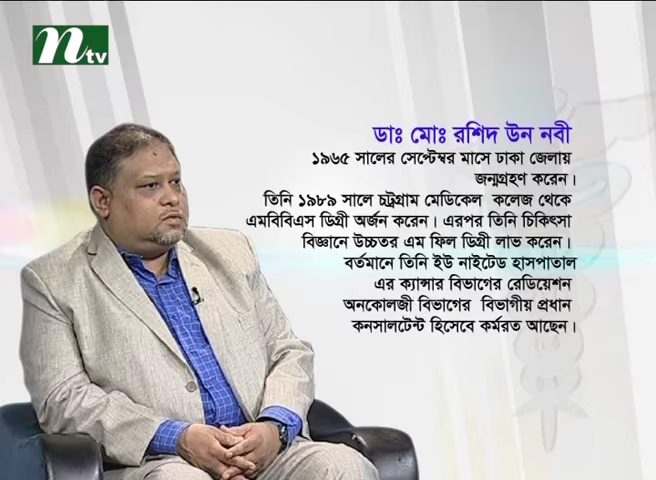 ntv
ডাঃ মোঃ রশিদ উন নবী
১৯৬৫ সালের সেপ্টেম্বর মাসে ঢাকা জেলায়
জন্মগ্রহণ করেন।
তিনি ১৯৮৯ সালে চট্রগ্রাম মেডিকেল কলেজ থেকে
এমবিবিএস ডিগ্রী অর্জন করেন। এরপর তিনি চিকিৎসা
বিজ্ঞানে উচ্চতর এম ফিল ডিগ্রী লাভ করেন।
বর্তমানে তিনি ইউ নাইটেড হাসপাতাল
এর ক্যান্সার বিভাগের রেডিয়েশন
অনকোলজী বিভাগের বিভাগীয় প্রধান
কনসালটেন্ট হিসেবে কর্মরত আছেন।